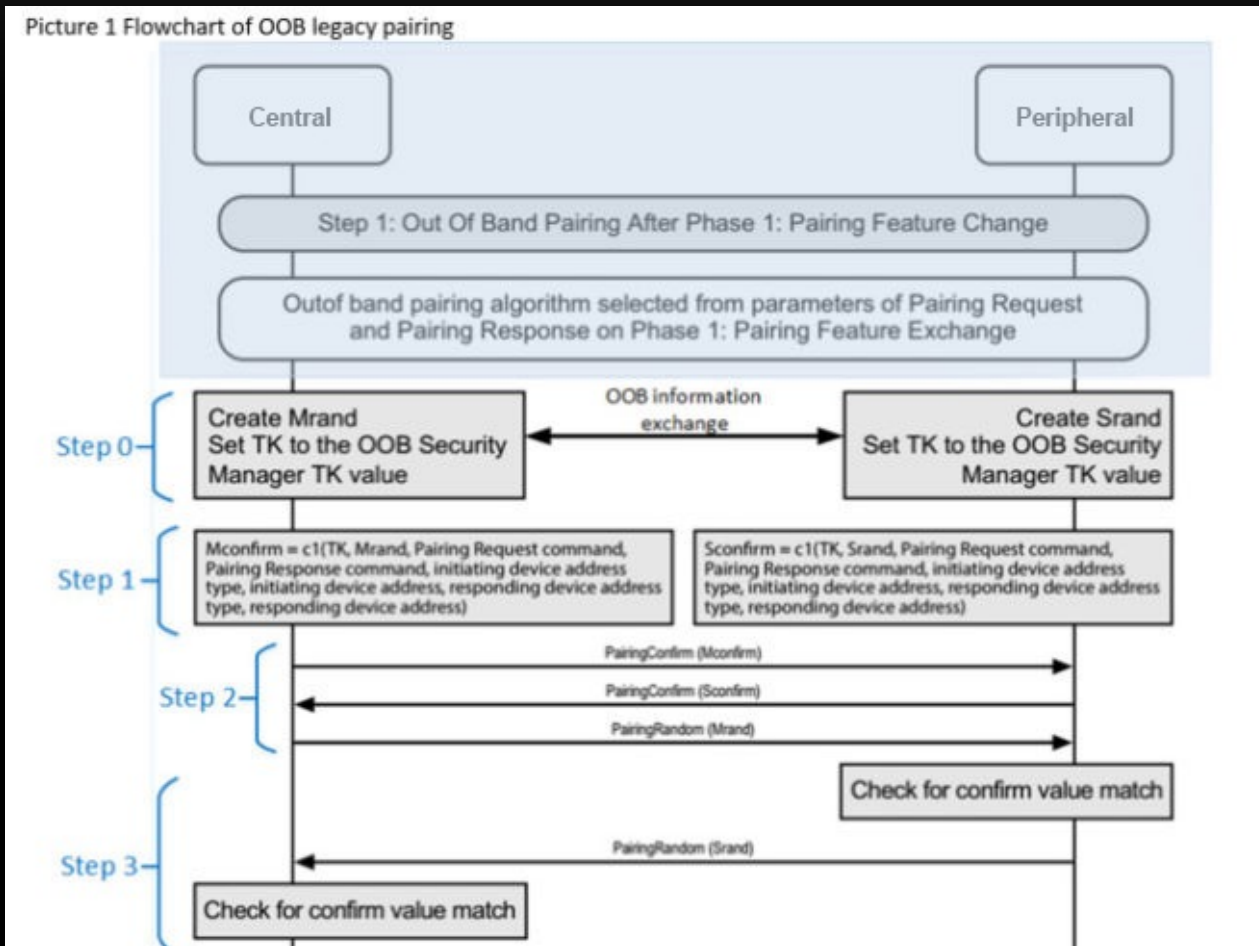 Picture 1 Flowchart of OOB legacy pairing
Central
Peripheral
Step 1: Out Of Band Pairing After Phase 1: Pairing Feature Change
Outof band pairing algorithm selected from parameters of Pairing Request
and Pairing Response on Phase 1: Pairing Feature Exchange
Step 0
Create Mrand
Set TK to the OOB Security
Manager TK value
OOB information
exchange
Create Srand
Set TK to the OOB Security
Manager TK value
Step 1
Mconfirm = c1(TK, Mrand, Pairing Request command,
Pairing Response command, initiating device address
type, initiating device address, responding device address
type, responding device address)
Sconfirm = c1(TK, Srand, Pairing Request command,
Pairing Response command, initiating device address
type, initiating device address, responding device address
type, responding device address)
Step 2
PairingConfirm (Mconfirm)
PairingConfirm (Sconfirm)
PairingRandom (Mrand)
Check for confirm value match
Step 3
PairingRandom (Srand)
Check for confirm value match